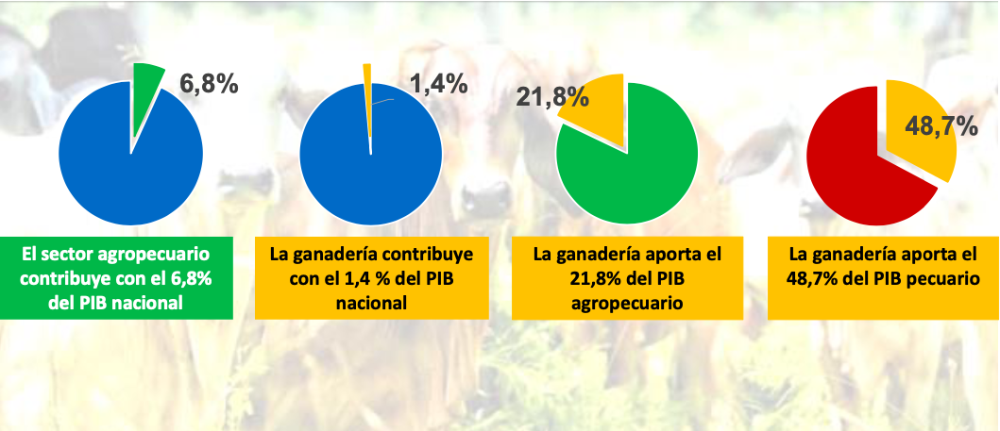 6,8%
1,4%
21,8%
48,7%
El sector agropecuario
contribuye con el 6,8%
del PIB nacional
La ganadería contribuye
con el 1,4 % del PIB
nacional
La ganadería aporta el
21,8% del PIB
agropecuario
La ganadería aporta el
48,7% del PIB pecuario